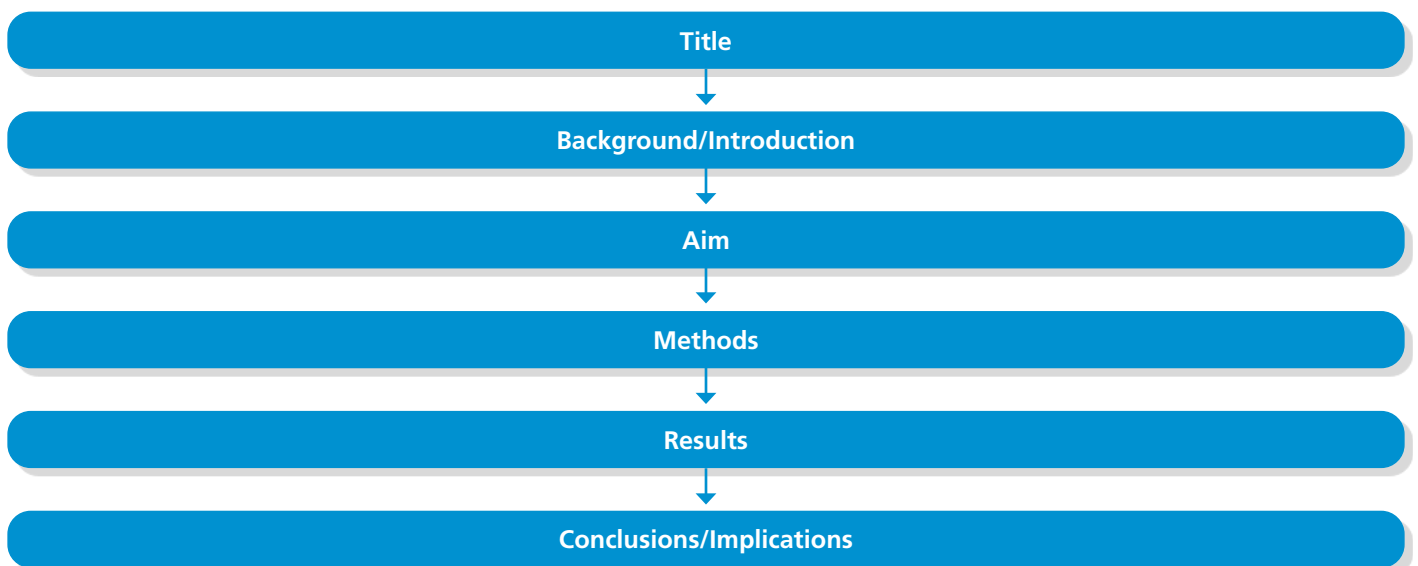 Title
Background/Introduction
Aim
Methods
Results
Conclusions/Implications